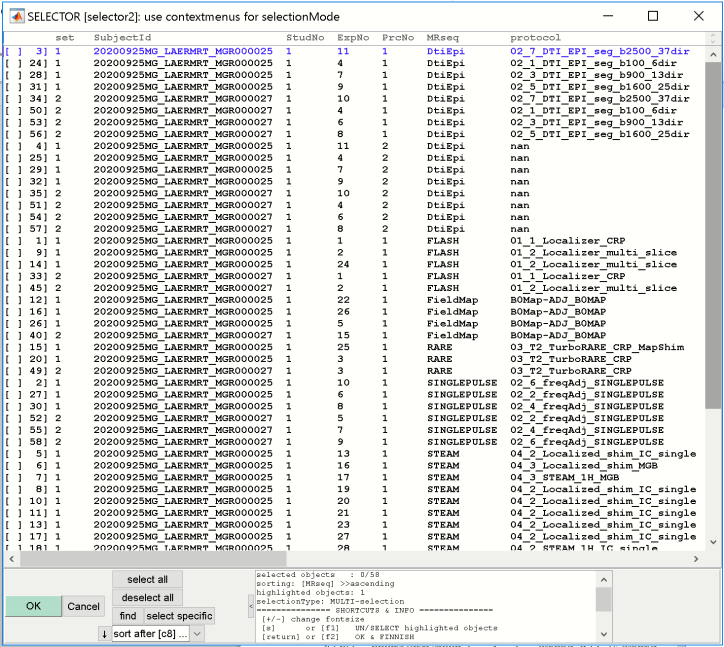 SELECTOR [selector2]: use contextmenus for selectionMode
set SubjectId StudNo ExpNo PrcNo MRseq protocol
[ ] 3] 1 20200925MG_LAERMRT_MGR000025 1 11 1 DtiEpi 02_7_DTI_EPI_seg_b2500_37dir
[ ] 24] 1 20200925MG_LAERMRT_MGR000025 1 4 1 DtiEpi 02_1_DTI_EPI_seg_b100_6dir
[ ] 28] 1 20200925MG_LAERMRT_MGR000025 1 7 1 DtiEpi 02_3_DTI_EPI_seg_b900_13dir
[ ] 31] 1 20200925MG_LAERMRT_MGR000025 1 9 1 DtiEpi 02_5_DTI_EPI_seg_b1600_25dir
[ ] 34] 2 20200925MG_LAERMRT_MGR000027 1 10 1 DtiEpi 02_7_DTI_EPI_seg_b2500_37dir
[ ] 50] 2 20200925MG_LAERMRT_MGR000027 1 4 1 DtiEpi 02_1_DTI_EPI_seg_b100_6dir
[ ] 53] 2 20200925MG_LAERMRT_MGR000027 1 6 1 DtiEpi 02_3_DTI_EPI_seg_b900_13dir
[ ] 56] 2 20200925MG_LAERMRT_MGR000027 1 8 1 DtiEpi 02_5_DTI_EPI_seg_b1600_25dir
[ ] 4] 1 20200925MG_LAERMRT_MGR000025 1 11 2 DtiEpi nan
[ ] 25] 1 20200925MG_LAERMRT_MGR000025 1 4 2 DtiEpi nan
[ ] 29] 1 20200925MG_LAERMRT_MGR000025 1 7 2 DtiEpi nan
[ ] 32] 1 20200925MG_LAERMRT_MGR000025 1 9 2 DtiEpi nan
[ ] 35] 2 20200925MG_LAERMRT_MGR000027 1 10 2 DtiEpi nan
[ ] 51] 2 20200925MG_LAERMRT_MGR000027 1 4 2 DtiEpi nan
[ ] 54] 2 20200925MG_LAERMRT_MGR000027 1 6 2 DtiEpi nan
[ ] 57] 2 20200925MG_LAERMRT_MGR000027 1 8 2 DtiEpi nan
[ ] 1] 1 20200925MG_LAERMRT_MGR000025 1 1 1 FLASH 01_1_Localizer_CRP
[ ] 9] 1 20200925MG_LAERMRT_MGR000025 1 2 1 FLASH 01_2_Localizer_multi_slice
[ ] 14] 1 20200925MG_LAERMRT_MGR000025 1 24 1 FLASH 01_2_Localizer_multi_slice
[ ] 33] 2 20200925MG_LAERMRT_MGR000027 1 1 1 FLASH 01_1_Localizer_CRP
[ ] 45] 2 20200925MG_LAERMRT_MGR000027 1 2 1 FLASH 01_2_Localizer_multi_slice
[ ] 12] 1 20200925MG_LAERMRT_MGR000025 1 22 1 FieldMap B0Map-ADJ_B0MAP
[ ] 16] 1 20200925MG_LAERMRT_MGR000025 1 26 1 FieldMap B0Map-ADJ_B0MAP
[ ] 26] 1 20200925MG_LAERMRT_MGR000025 1 5 1 FieldMap B0Map-ADJ_B0MAP
[ ] 40] 2 20200925MG_LAERMRT_MGR000027 1 15 1 FieldMap B0Map-ADJ_B0MAP
[ ] 15] 1 20200925MG_LAERMRT_MGR000025 1 25 1 RARE 03_T2_TurboRARE_CRP_MapShim
[ ] 20] 1 20200925MG_LAERMRT_MGR000025 1 3 1 RARE 03_T2_TurboRARE_CRP
[ ] 49] 2 20200925MG_LAERMRT_MGR000027 1 3 1 RARE 03_T2_TurboRARE_CRP
[ ] 2] 1 20200925MG_LAERMRT_MGR000025 1 10 1 SINGLEPULSE 02_6_freqAdj_SINGLEPULSE
[ ] 27] 1 20200925MG_LAERMRT_MGR000025 1 6 1 SINGLEPULSE 02_2_freqAdj_SINGLEPULSE
[ ] 30] 1 20200925MG_LAERMRT_MGR000025 1 8 1 SINGLEPULSE 02_4_freqAdj_SINGLEPULSE
[ ] 52] 2 20200925MG_LAERMRT_MGR000027 1 5 1 SINGLEPULSE 02_2_freqAdj_SINGLEPULSE
[ ] 55] 2 20200925MG_LAERMRT_MGR000027 1 7 1 SINGLEPULSE 02_4_freqAdj_SINGLEPULSE
[ ] 58] 2 20200925MG_LAERMRT_MGR000027 1 9 1 SINGLEPULSE 02_6_freqAdj_SINGLEPULSE
[ ] 5] 1 20200925MG_LAERMRT_MGR000025 1 13 1 STEAM 04_2_Localized_shim_IC_single
[ ] 6] 1 20200925MG_LAERMRT_MGR000025 1 16 1 STEAM 04_3_Localized_shim_MGB
[ ] 7] 1 20200925MG_LAERMRT_MGR000025 1 17 1 STEAM 04_3_STEAM_1H_MGB
[ ] 8] 1 20200925MG_LAERMRT_MGR000025 1 19 1 STEAM 04_2_Localized_shim_IC_single
[ ] 10] 1 20200925MG_LAERMRT_MGR000025 1 20 1 STEAM 04_2_Localized_shim_IC_single
[ ] 11] 1 20200925MG_LAERMRT_MGR000025 1 21 1 STEAM 04_2_Localized_shim_IC_single
[ ] 13] 1 20200925MG_LAERMRT_MGR000025 1 23 1 STEAM 04_2_Localized_shim_IC_single
[ ] 17] 1 20200925MG_LAERMRT_MGR000025 1 27 1 STEAM 04_2_Localized_shim_IC_single
[ ] 18] 1 20200925MG_LAERMRT_MGR000025 1 28 1 STEAM 04_2_STEAM_1H_IC_single
OK
Cancel
select all
deselect all
find select specific
↓ sort after [c8] ...
<
selected objects : 0/58
sorting: [MRseq] >>ascending
highlighted objects: 1
selectionType: MULTI-selection
=============== SHORTCUTS & INFO ===============
[+/-] change fontsize
[s] or [f1] UN/SELECT highlighted objects
[return] or [f2] OK & FINNISH